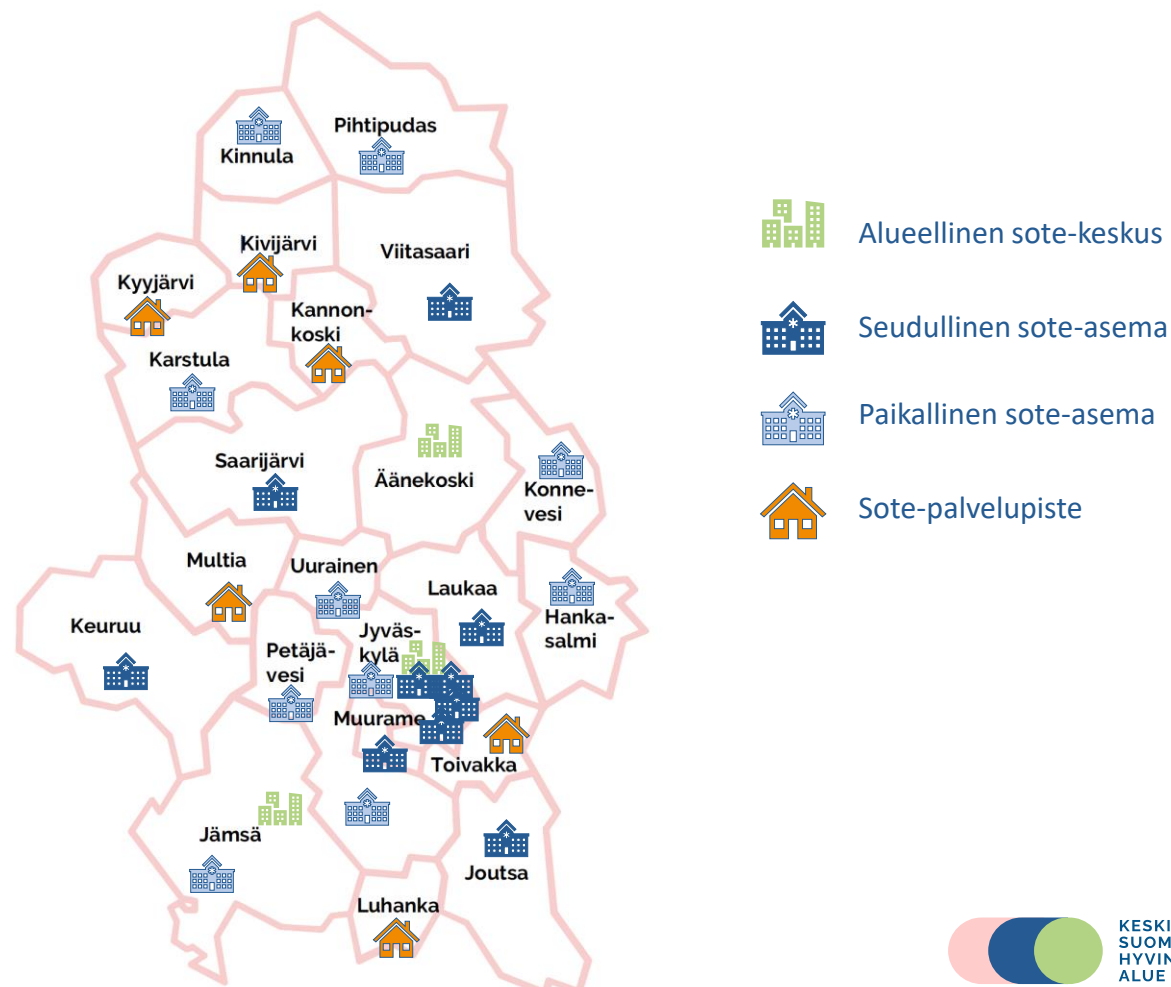 Pihtipudas
Kinnula
Kivijärvi
Viitasaari
Kyyjärvi
Kannon-
koski
Karstula
Saarijärvi
Äänekoski
Konne-
vesi
Multia
Uurainen
Laukaa
Hanka-
salmi
Keuruu
Petäjä-
vesi
Jyväs-
kylä
Muurame
Toivakka
Jämsä
Joutsa
Luhanka
Alueellinen sote-keskus
Seudullinen sote-asema
Paikallinen sote-asema
Sote-palvelupiste
KESKI
SUOM
HYVIN
ALUE